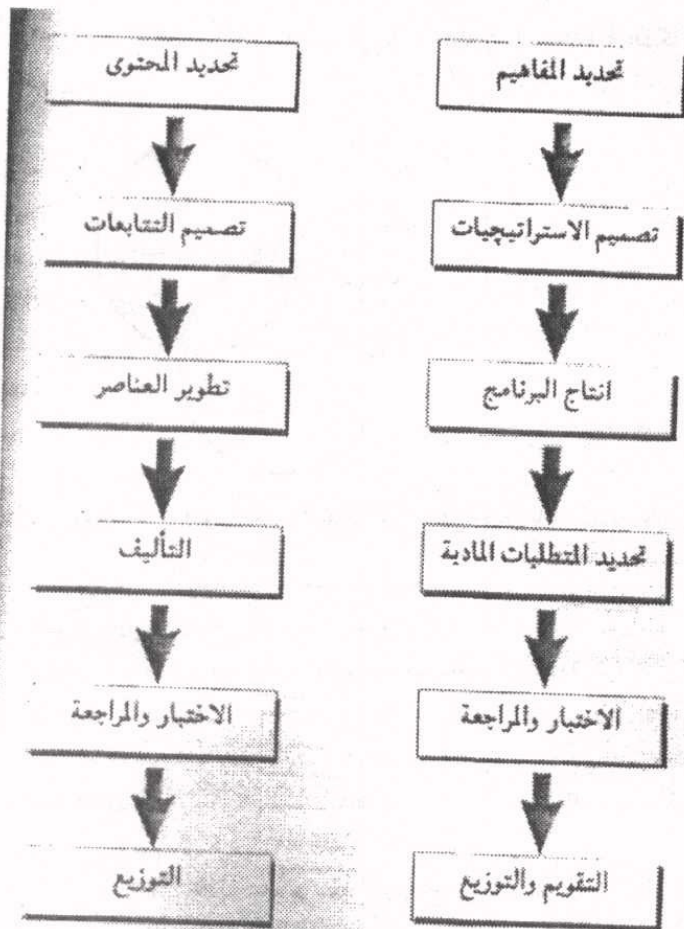 تحديد المفاهيم
تصميم الاستراتيجيات
انتاج البرنامج
تحديد المتطلبات المادية
الاختبار والمراجعة
التقويم والتوزيع
تحديد المحتوى
تصميم التتابعات
تطوير العناصر
التأليف
الاختبار والمراجعة
التوزيع